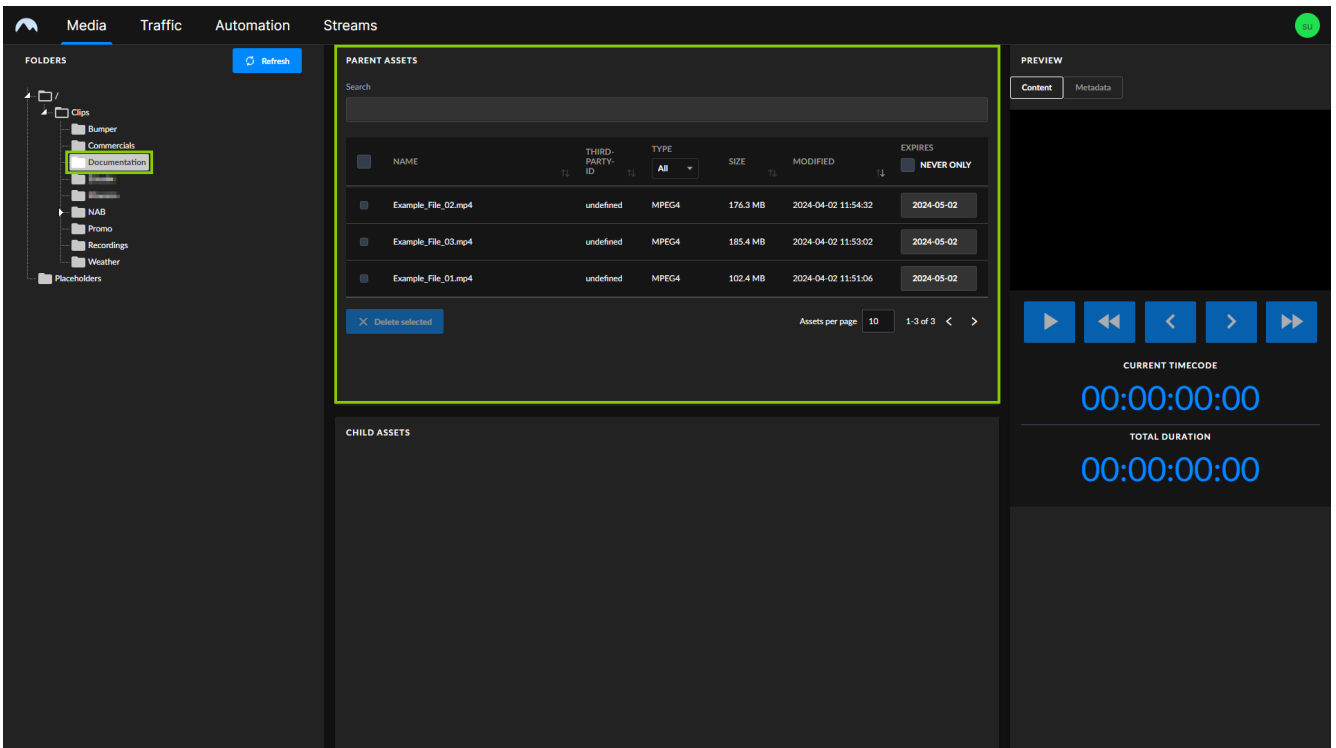 Media Traffic Automation Streams
su
FOLDERS
Refresh
/
Clips
Bumper
Commercials
Documentation
NAB
Promo
Recordings
Weather
Placeholders
PARENT ASSETS
Search
NAME THIRD-PARTY-ID TYPE SIZE MODIFIED EXPIRES
All NEVER ONLY
Example_File_02.mp4 undefined MPEG4 176.3 MB 2024-04-02 11:54:32 2024-05-02
Example_File_03.mp4 undefined MPEG4 185.4 MB 2024-04-02 11:53:02 2024-05-02
Example_File_01.mp4 undefined MPEG4 102.4 MB 2024-04-02 11:51:06 2024-05-02
Delete selected Assets per page 10 1-3 of 3
CHILD ASSETS
PREVIEW
Content Metadata
CURRENT TIMECODE
00:00:00:00
TOTAL DURATION
00:00:00:00